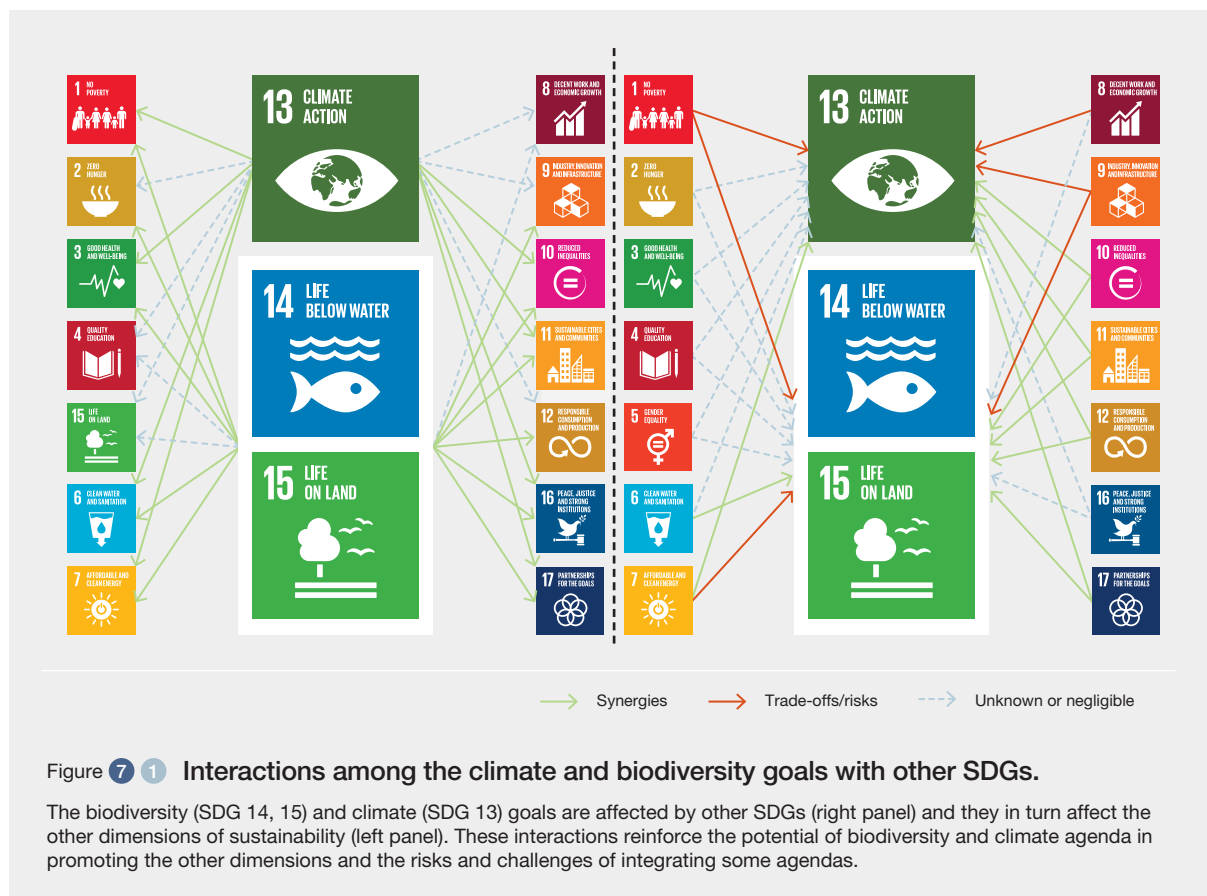 1 NO
POVERTY
2 ZERO
HUNGER
3 GOOD HEALTH
AND WELL-BEING
4 QUALITY
EDUCATION
15 LIFE
ON LAND
6 CLEAN WATER
AND SANITATION
7 AFFORDABLE AND
CLEAN ENERGY
13 CLIMATE
ACTION
14 LIFE
BELOW WATER
15 LIFE
ON LAND
8 DECENT WORK AND
ECONOMIC GROWTH
9 INDUSTRY, INNOVATION
AND INFRASTRUCTURE
10 REDUCED
INEQUALITIES
11 SUSTAINABLE CITIES
AND COMMUNITIES
12 RESPONSIBLE
CONSUMPTION
AND PRODUCTION
16 PEACE, JUSTICE
AND STRONG
INSTITUTIONS
17 PARTNERSHIPS
FOR THE GOALS
1 NO
POVERTY
2 ZERO
HUNGER
3 GOOD HEALTH
AND WELL-BEING
4 QUALITY
EDUCATION
5 GENDER
EQUALITY
6 CLEAN WATER
AND SANITATION
7 AFFORDABLE AND
CLEAN ENERGY
13 CLIMATE
ACTION
14 LIFE
BELOW WATER
15 LIFE
ON LAND
8 DECENT WORK AND
ECONOMIC GROWTH
9 INDUSTRY, INNOVATION
AND INFRASTRUCTURE
10 REDUCED
INEQUALITIES
11 SUSTAINABLE CITIES
AND COMMUNITIES
12 RESPONSIBLE
CONSUMPTION
AND PRODUCTION
16 PEACE, JUSTICE
AND STRONG
INSTITUTIONS
17 PARTNERSHIPS
FOR THE GOALS
Synergies Trade-offs/risks Unknown or negligible
Figure 7 1 Interactions among the climate and biodiversity goals with other SDGs.
The biodiversity (SDG 14, 15) and climate (SDG 13) goals are affected by other SDGs (right panel) and they in turn affect the
other dimensions of sustainability (left panel). These interactions reinforce the potential of biodiversity and climate agenda in
promoting the other dimensions and the risks and challenges of integrating some agendas.